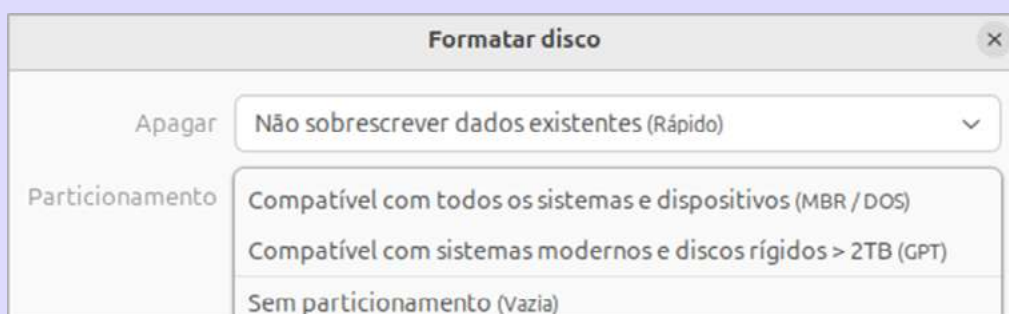 Formatar disco
Apagar Não sobrescrever dados existentes (Rápido)
Particionamento
Compatível com todos os sistemas e dispositivos (MBR / DOS)
Compatível com sistemas modernos e discos rígidos > 2TB (GPT)
Sem particionamento (Vazia)